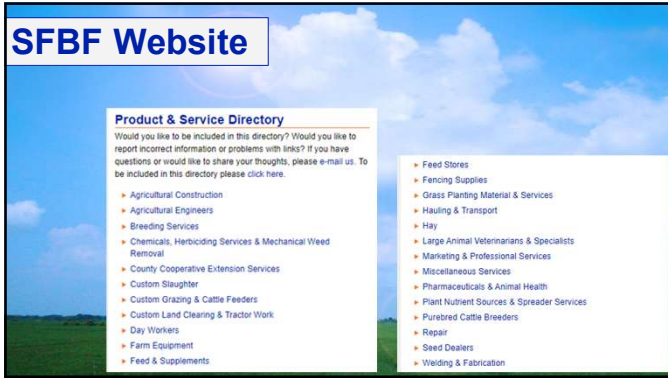 SFBF Website
Product & Service Directory
Would you like to be included in this directory? Would you like to
report incorrect information or problems with links? If you have
questions or would like to share your thoughts, please e-mail us. To
be included in this directory please click here.
Agricultural Construction
Agricultural Engineers
Breeding Services
Chemicals, Herbiciding Services & Mechanical Weed
Removal
County Cooperative Extension Services
Custom Slaughter
Custom Grazing & Cattle Feeders
Custom Land Clearing & Tractor Work
Day Workers
Farm Equipment
Feed & Supplements
Feed Stores
Fencing Supplies
Grass Planting Material & Services
Hauling & Transport
Hay
Large Animal Veterinarians & Specialists
Marketing & Professional Services
Miscellaneous Services
Pharmaceuticals & Animal Health
Plant Nutrient Sources & Spreader Services
Purebred Cattle Breeders
Repair
Seed Dealers
Welding & Fabrication